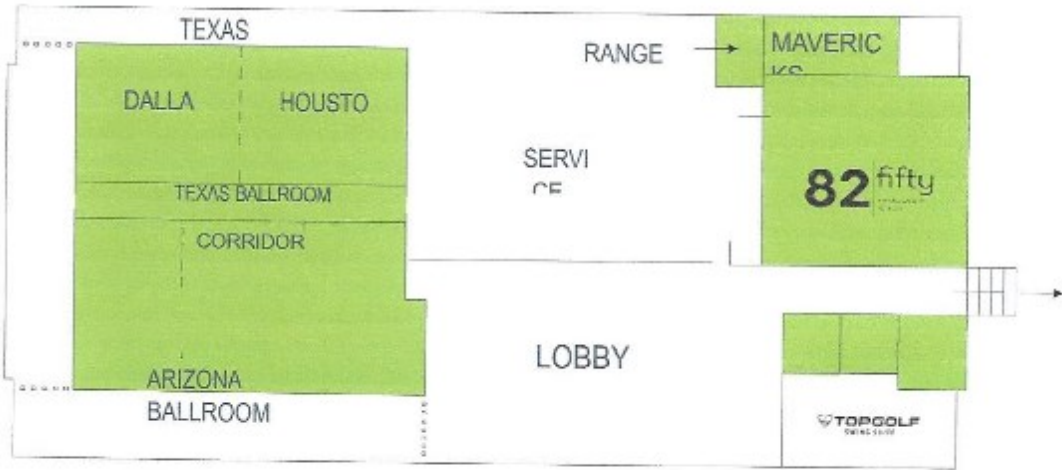 TEXAS
RANGE
MAVERIC
KS
DALLA
HOUSTO
SERVI
CE
82 fifty
TEXAS BALLROOM
CORRIDOR
LOBBY
ARIZONA
BALLROOM
TOPGOLF
SWING SUITE